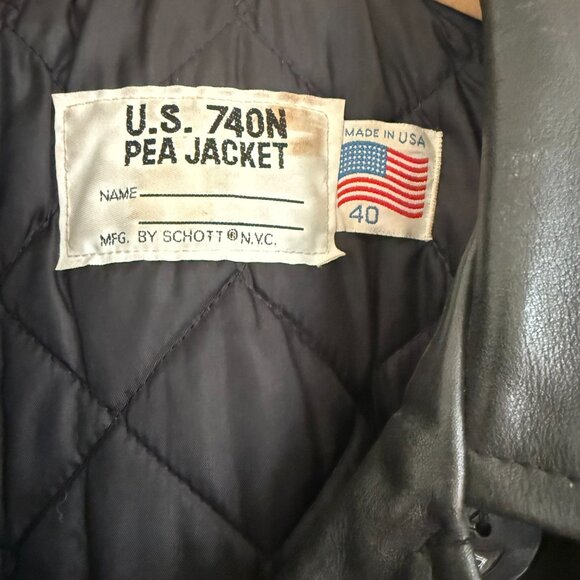 U.S. 740N
PEA JACKET
NAME
MFG. BY SCHOTT® N.Y.C.
MADE IN USA
40